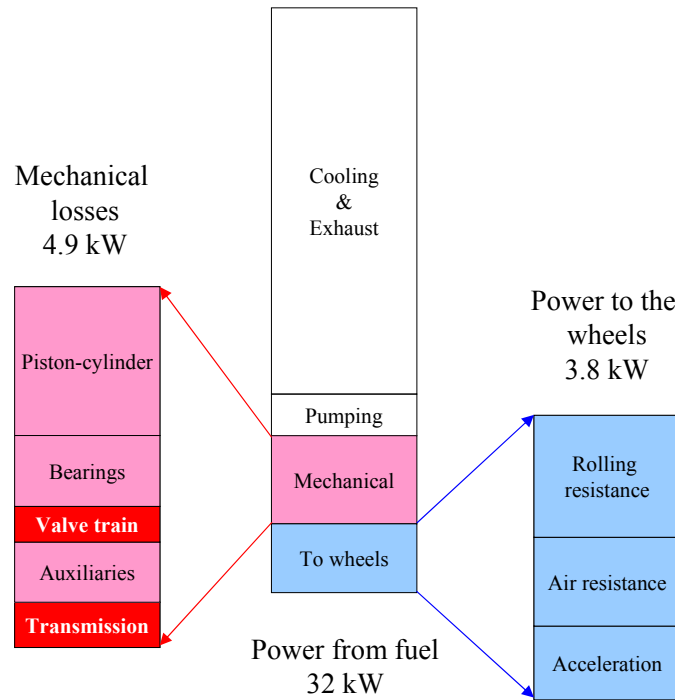 Mechanical
losses
4.9 kW
Piston-cylinder
Bearings
Valve train
Auxiliaries
Transmission
Cooling
&
Exhaust
Pumping
Mechanical
To wheels
Power from fuel
32 kW
Power to the
wheels
3.8 kW
Rolling
resistance
Air resistance
Acceleration